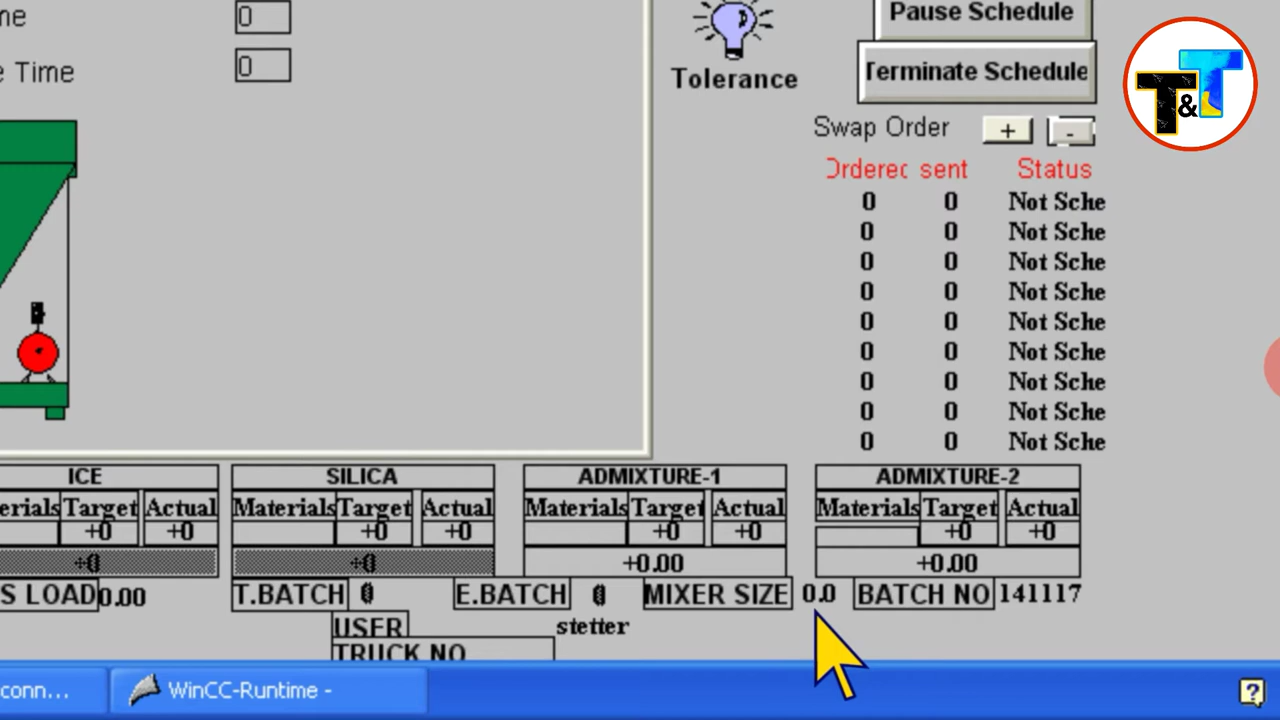 me 0
Pause Schedule
e Time 0
Terminate Schedule
Tolerance
T&T
Swap Order + -
Ordered sent Status
0 0 Not Sche
0 0 Not Sche
0 0 Not Sche
0 0 Not Sche
0 0 Not Sche
0 0 Not Sche
0 0 Not Sche
0 0 Not Sche
0 0 Not Sche
ICE SILICA ADMIXTURE-1 ADMIXTURE-2
erials Target Actual Materials Target Actual Materials Target Actual Materials Target Actual
+0 +0 +0 +0 +0 +0 +0 +0
+0 +0 +0.00 +0.00
S LOAD 0.00 T.BATCH 0 E.BATCH 0 MIXER SIZE 0.0 BATCH NO 141117
USER stetter
TRUCK NO
conn... WinCC-Runtime - ?